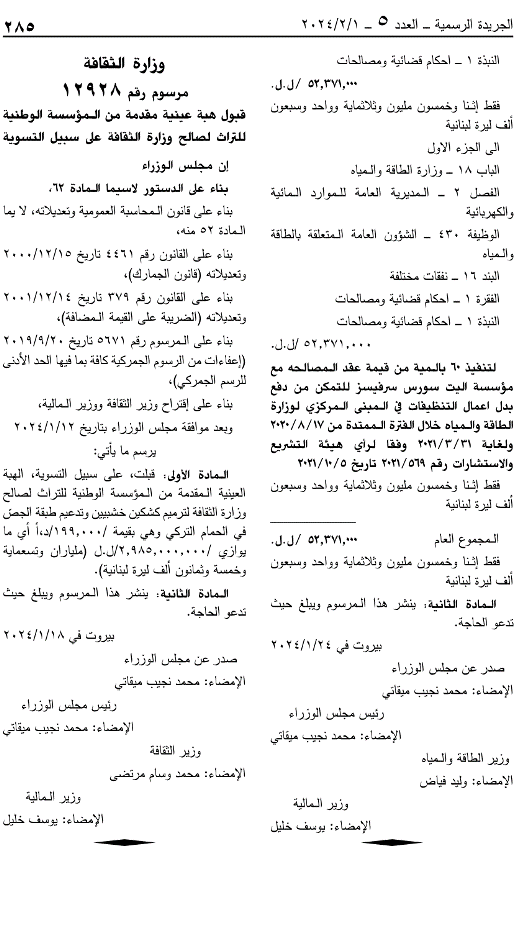 الجريدة الرسمية – العدد ٥ – ٢٠٢٤/٢/١
٢٨٥
النبذة ١ – احكام قضائية ومصالحات
٥٢,٣٧١,٠٠٠ /ل.ل.
فقط إثنا وخمسون مليون وثلاثماية وواحد وسبعون
ألف ليرة لبنانية
الى الجزء الاول
الباب ١٨ – وزارة الطاقة والمياه
الفصل ٢ – المديرية العامة للموارد المائية
والكهربائية
الوظيفة ٤٣٠ – الشؤون العامة المتعلقة بالطاقة
والمياه
البند ١٦ – نفقات مختلفة
الفقرة ١ – احكام قضائية ومصالحات
النبذة ١ – احكام قضائية ومصالحات
٥٢,٣٧١,٠٠٠ ل.ل.
لتنفيذ ٦٠ بالمية من قيمة عقد المصالحه مع
مؤسسة اليت سورس سرفيسز للتمكن من دفع
بدل اعمال التنظيفات في المبنى المركزي لوزارة
الطاقة والمياه خلال الفترة الممتدة من ٢٠٢٠/٨/١٧
ولغاية ٢٠٢١/٣/٣١ وفقا لراي هيئة التشريع
والاستشارات رقم ٢٠٢١/٥٦٩ تاريخ ٢٠٢١/١٠/٥
فقط إثنا وخمسون مليون وثلاثماية وواحد وسبعون
ألف ليرة لبنانية
المجموع العام ٥٢,٣٧١,٠٠٠ /ل.ل.
فقط إثنا وخمسون مليون وثلاثماية وواحد وسبعون
ألف ليرة لبنانية
المادة الثانية: ينشر هذا المرسوم ويبلغ حيث
تدعو الحاجة.
بيروت في ٢٠٢٤/١/٢٤
صدر عن مجلس الوزراء
الإمضاء: محمد نجيب ميقاتي
رئيس مجلس الوزراء
الإمضاء: محمد نجيب ميقاتي
وزير الطاقة والمياه
الإمضاء: وليد فياض
وزير المالية
الإمضاء: يوسف خليل
وزارة الثقافة
مرسوم رقم ١٢٩٢٨
قبول هبة عينية مقدمة من المؤسسة الوطنية
للتراث لصالح وزارة الثقافة على سبيل التسوية
إن مجلس الوزراء
بناء على الدستور لاسيما المادة ٦٢،
بناء على قانون المحاسبة العمومية وتعديلاته، لا يما
المادة ٥٢ منه،
بناء على القانون رقم ٤٤٦١ تاريخ ٢٠٠٠/١٢/١٥
وتعديلاته (قانون الجمارك)،
بناء على القانون رقم ٣٧٩ تاريخ ٢٠٠١/١٢/١٤
وتعديلاته (الضريبة على القيمة المضافة)،
بناء على المرسوم رقم ٥٦٧١ تاريخ ٢٠١٩/٩/٢٠
(إعفاءات من الرسوم الجمركية كافة بما فيها الحد الأدنى
للرسم الجمركي)،
بناء على إقتراح وزير الثقافة ووزير المالية،
وبعد موافقة مجلس الوزراء بتاريخ ٢٠٢٤/١/١٢
يرسم ما يأتي:
المادة الأولى: قبلت، على سبيل التسوية، الهبة
العينية المقدمة من المؤسسة الوطنية للتراث لصالح
وزارة الثقافة لترميم كشكين خشبيين وتدعيم طبقة الجصّ
في الحمام التركي وهي بقيمة /١٩٩,٠٠٠/د.أ أي ما
يوازي /٢,٩٨٥,٠٠٠,٠٠٠/ل.ل (ملياران وتسعماية
وخمسة وثمانون ألف ليرة لبنانية).
المادة الثانية: ينشر هذا المرسوم ويبلغ حيث
تدعو الحاجة.
بيروت في ٢٠٢٤/١/١٨
صدر عن مجلس الوزراء
الإمضاء: محمد نجيب ميقاتي
رئيس مجلس الوزراء
الإمضاء: محمد نجيب ميقاتي
وزير الثقافة
الإمضاء: محمد وسام مرتضى
وزير المالية
الإمضاء: يوسف خليل